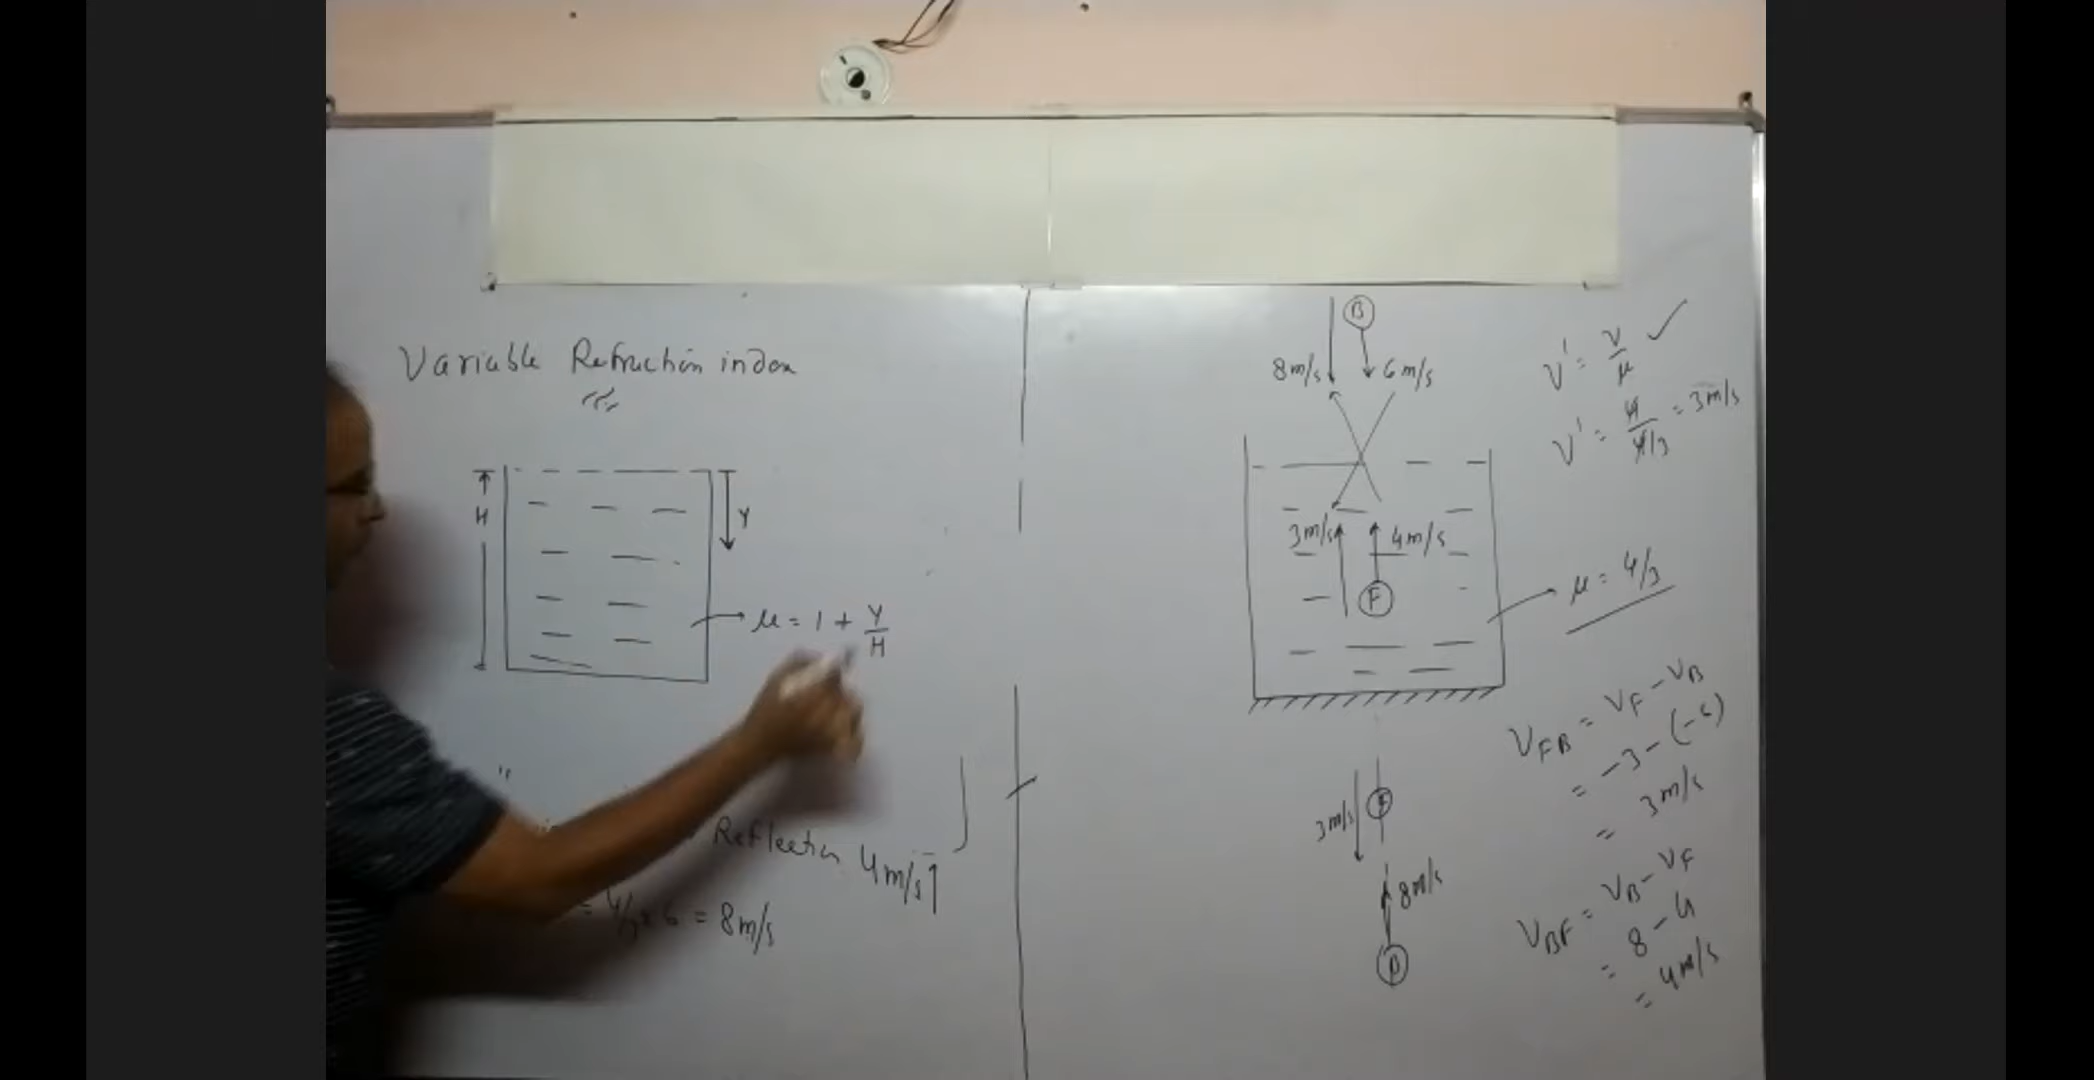 Variable Refraction index
H
Y
μ = 1 + Y/H
"
Reflection 4m/s↑
= 4/3 × 6 = 8m/s
B
8m/s
6m/s
3m/s
4m/s
F
μ = 4/3
V' = V/μ ✓
V' = 4/4/3 = 3m/s
3m/s
F
8m/s
B
V_FB = V_F - V_B
= -3-(-6)
= 3m/s
V_BF = V_B - V_F
= 8-4
= 4m/s